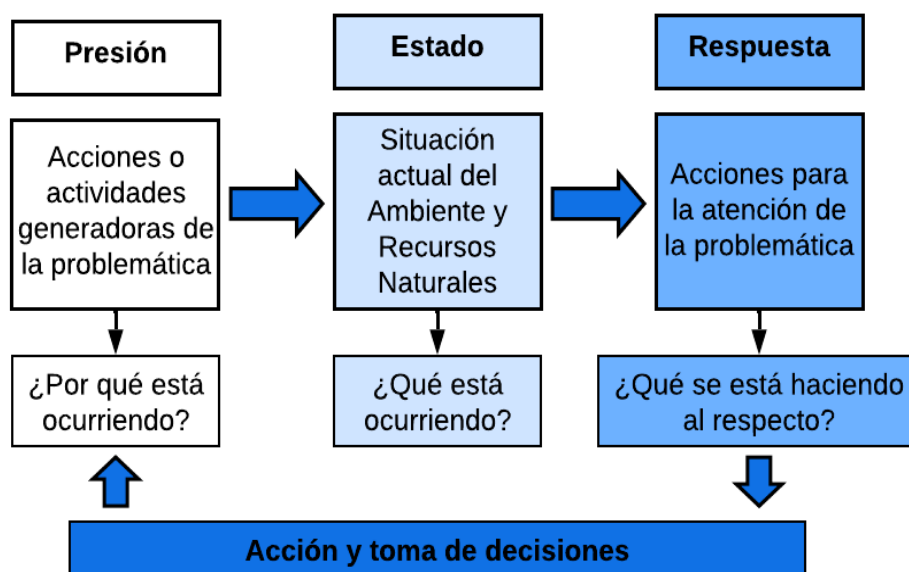 Presión
Estado
Respuesta
Acciones o
actividades
generadoras de
la problemática
Situación
actual del
Ambiente y
Recursos
Naturales
Acciones para
la atención de
la problemática
¿Por qué está
ocurriendo?
¿Qué está
ocurriendo?
¿Qué se está haciendo
al respecto?
Acción y toma de decisiones